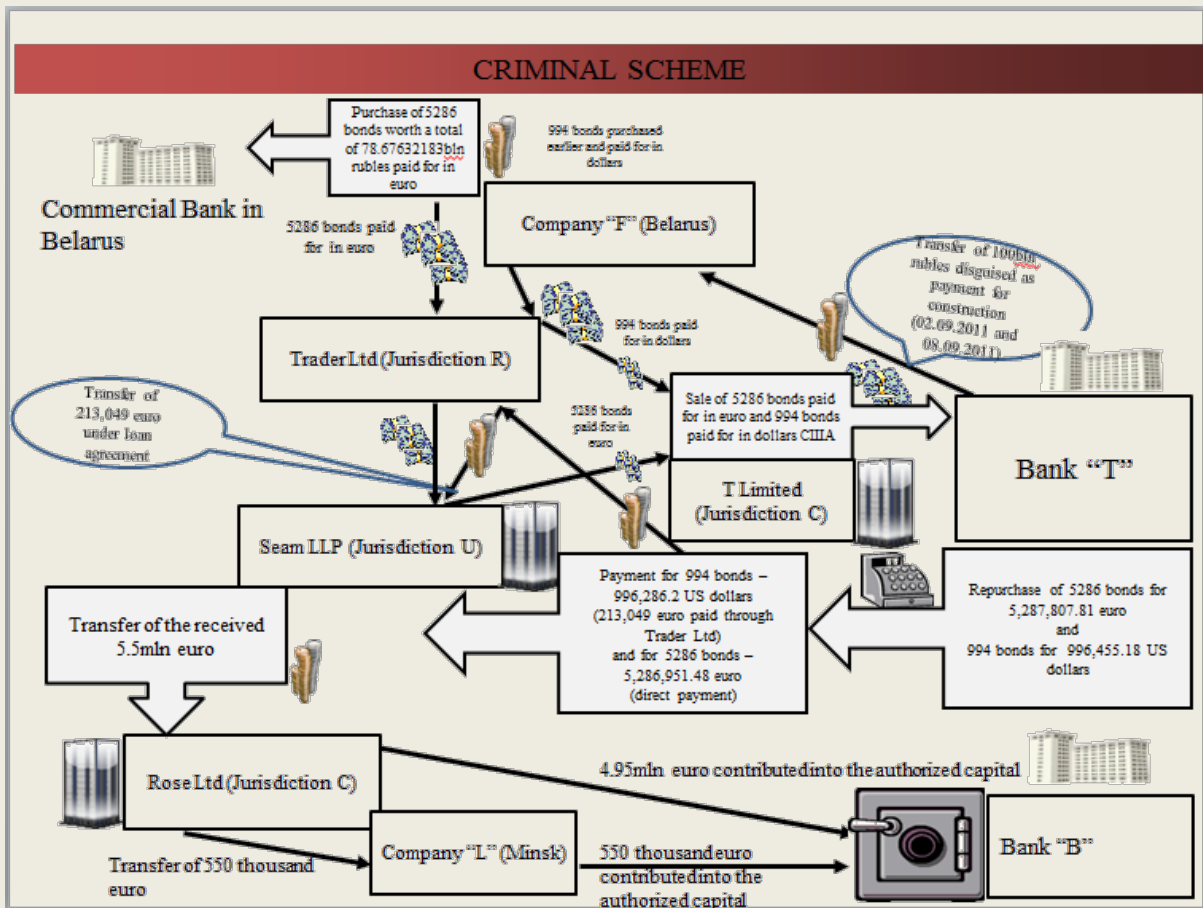 CRIMINAL SCHEME
Purchase of 5286
bonds worth a total
of 78.67632183bln
rubles paid for in
euro
994 bonds purchased
earlier and paid for in
dollars
Commercial Bank in
Belarus
5286 bonds paid
for in euro
Company “F” (Belarus)
Transfer of 100bln
rubles disguised as
payment for
construction
(02.09.2011 and
08.09.2011)
994 bonds paid
for in dollars
Trader Ltd (Jurisdiction R)
Transfer of
213,049 euro
under loan
agreement
5286 bonds
paid for in
euro
Sale of 5286 bonds paid
for in euro and 994 bonds
paid for in dollars США
T Limited
(Jurisdiction C)
Bank “T”
Seam LLP (Jurisdiction U)
Payment for 994 bonds –
996,286.2 US dollars
(213,049 euro paid through
Trader Ltd)
and for 5286 bonds –
5,286,951.48 euro
(direct payment)
Repurchase of 5286 bonds for
5,287,807.81 euro
and
994 bonds for 996,455.18 US
dollars
Transfer of the received
5.5mln euro
Rose Ltd (Jurisdiction C)
4.95mln euro contributed into the authorized capital
Company “L” (Minsk)
Transfer of 550 thousand
euro
550 thousand euro
contributed into the
authorized capital
Bank “B”